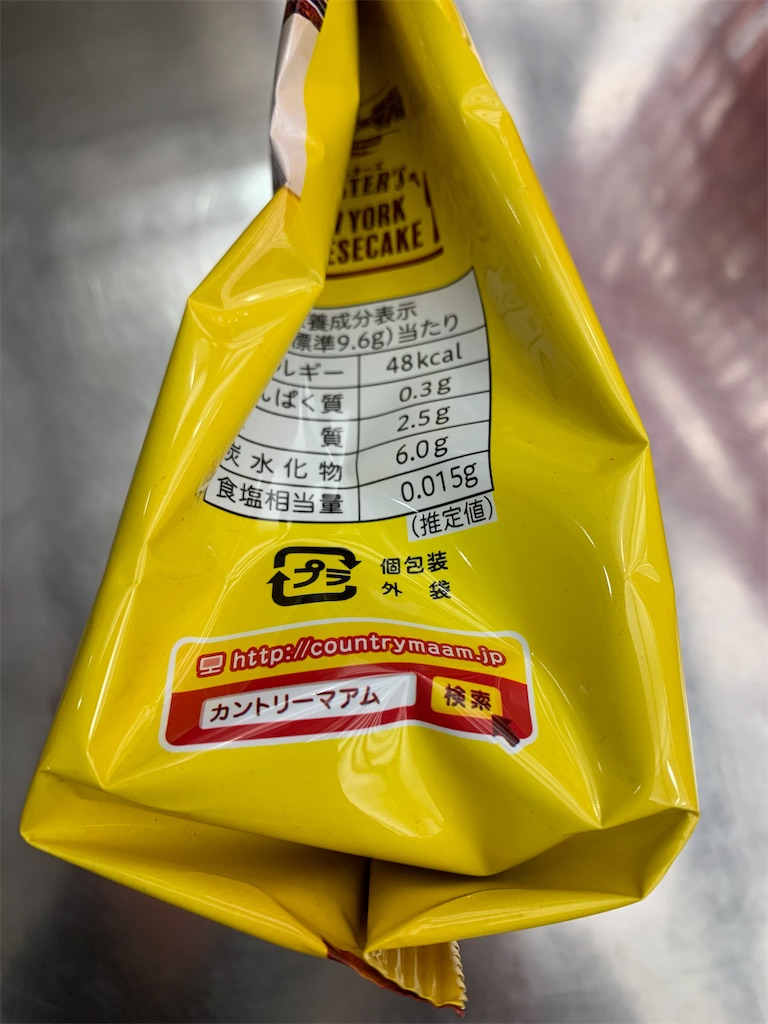 YORK
養成分表示
標準9.6g)当たり
ルギー 48kcal
ぱく質 0.3g
質 2.5g
炭水化物 6.0g
食塩相当量 0.015g
(推定値)
プラ
個包装
外 袋
http://countrymaam.jp
カントリーマアム 検索